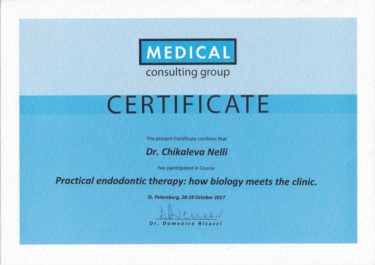 MEDICAL
consulting group
CERTIFICATE
The present Certificate confirms that
Dr. Chikaleva Nelli
has participated in Course
Practical endodontic therapy: how biology meets the clinic.
St. Petersburg, 28-29 October 2017
Dr. Domenico Ricucci